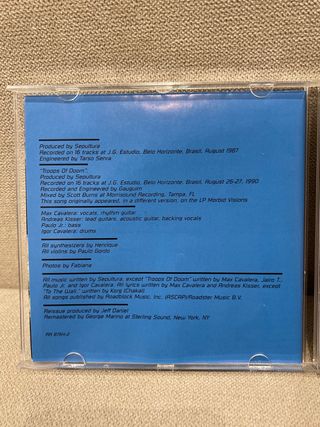 Produced by Sepultura
Recorded on 16 tracks at J.G. Estudio, Belo Horizonte, Brasil, August 1987
Engineered by Tarso Senra
"Troops Of Doom":
Produced by Sepultura
Recorded on 16 tracks at J.G. Estudio, Belo Horizonte, Brasil, August 26-27, 1990
Recorded and Engineered by Gauguim
Mixed by Scott Burns at Morrisound Recording, Tampa, FL
This song originally appeared, in a different version, on the LP Morbid Visions
Max Cavalera: vocals, rhythm guitar
Andreas Kisser: lead guitars, acoustic guitar, backing vocals
Paulo Jr.: bass
Igor Cavalera: drums
All synthesizers by Henrique
All violins by Paulo Gordo
Photos by Fabiana
All music written by Sepultura, except "Troops Of Doom" written by Max Cavalera, Jairo T.,
Paulo Jr. and Igor Cavalera. All lyrics written by Max Cavalera and Andreas Kisser, except
"To The Wall," written by Korg (Chakal)
All songs published by Roadblock Music, Inc. (ASCAP)/Roadster Music B.V.
Reissue produced by Jeff Daniel
Remastered by George Marino at Sterling Sound, New York, NY
RR 8764-2